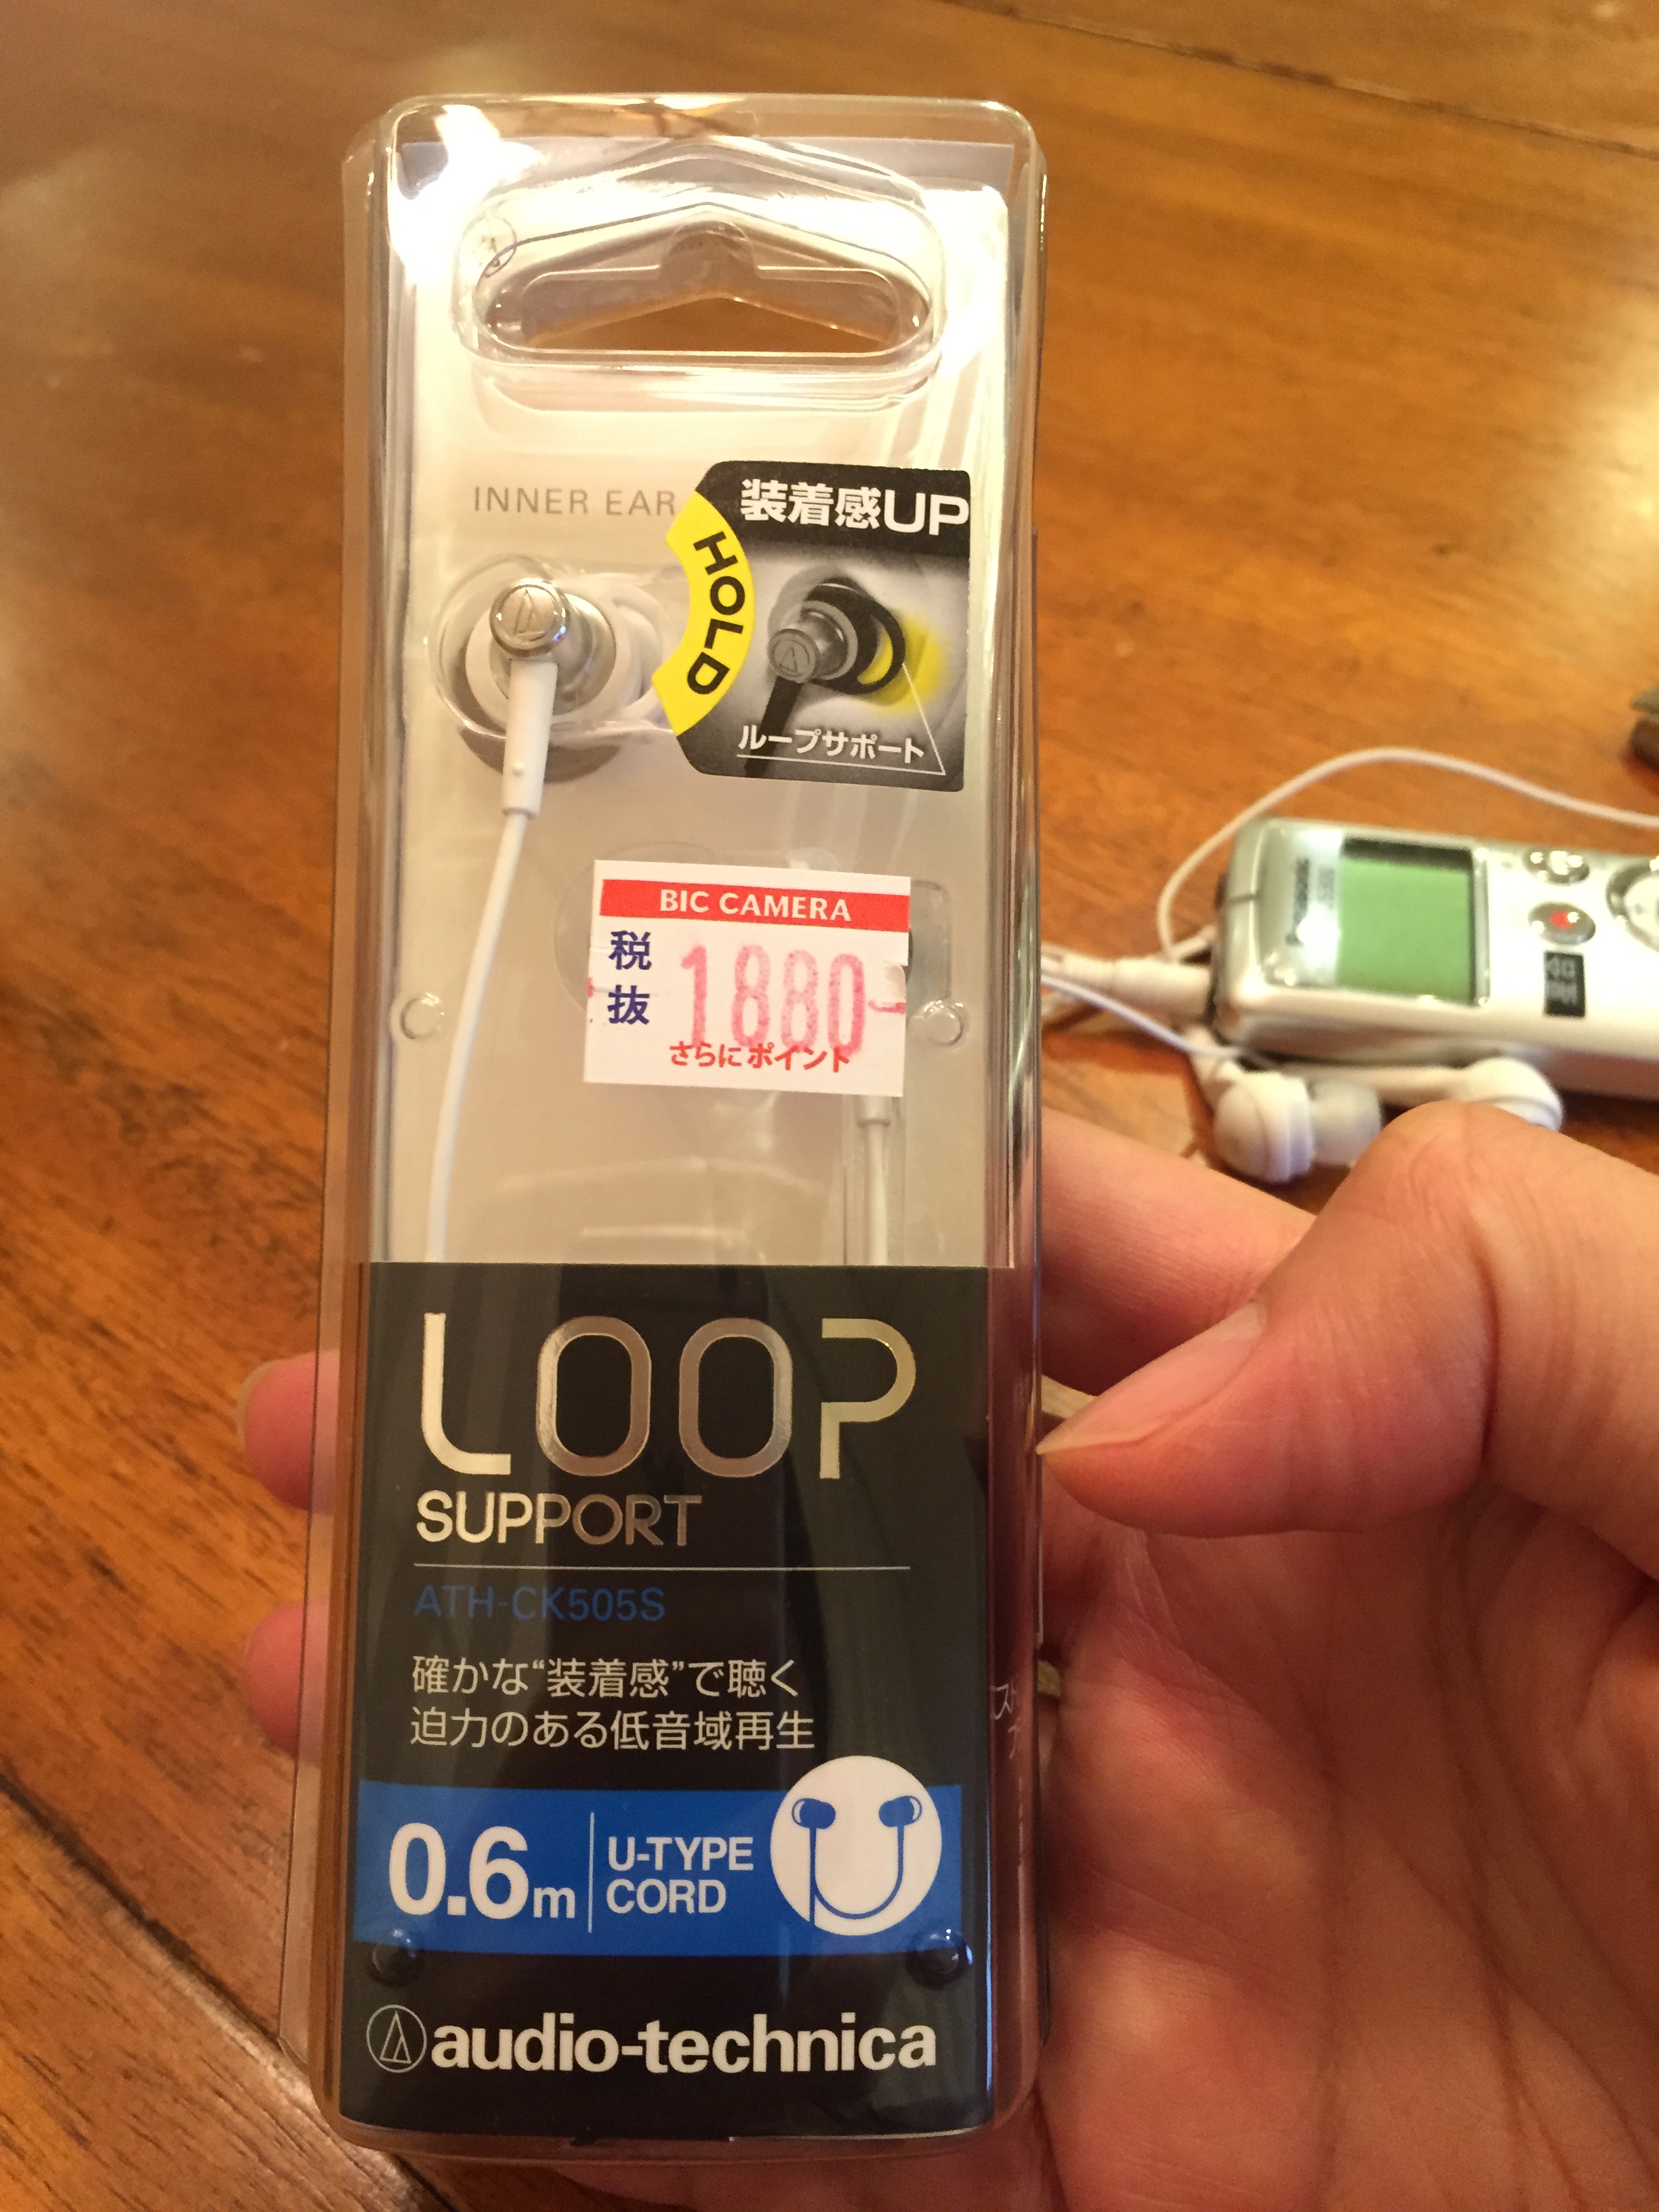 INNER EAR
装着感UP
HOLD
ループサポート
BIC CAMERA
税抜
1880-
さらにポイント
LOOP
SUPPORT
ATH-CK505S
確かな“装着感”で聴く
迫力のある低音域再生
0.6m
U-TYPE
CORD
audio-technica